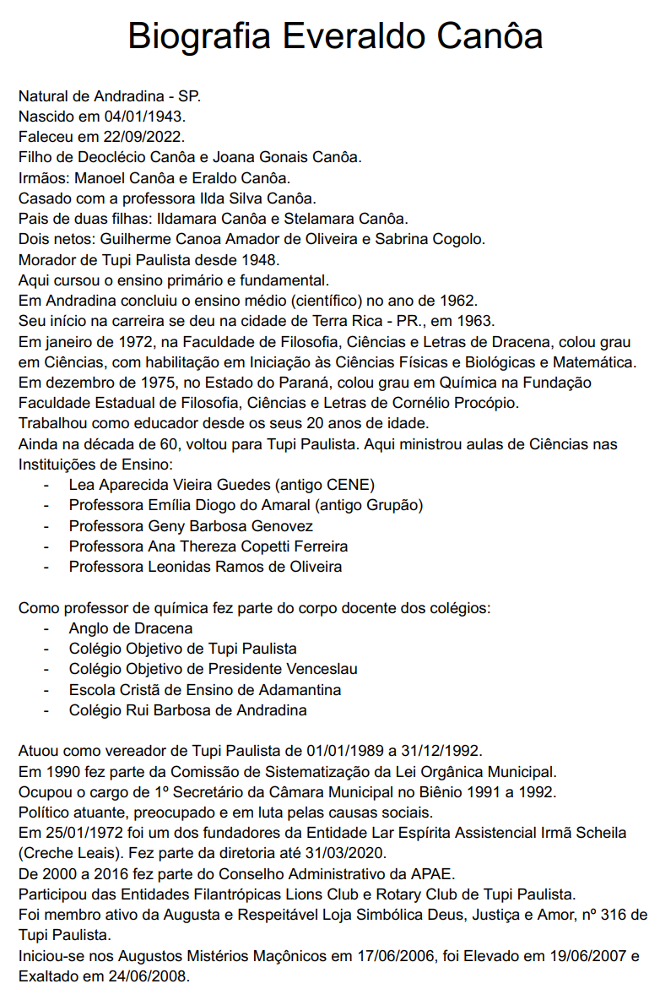 Biografia Everaldo Canôa
Natural de Andradina - SP.
Nascido em 04/01/1943.
Faleceu em 22/09/2022.
Filho de Deoclécio Canôa e Joana Gonais Canôa.
Irmãos: Manoel Canôa e Eraldo Canôa.
Casado com a professora Ilda Silva Canôa.
Pais de duas filhas: Ildamara Canôa e Stelamara Canôa.
Dois netos: Guilherme Canoa Amador de Oliveira e Sabrina Cogolo.
Morador de Tupi Paulista desde 1948.
Aqui cursou o ensino primário e fundamental.
Em Andradina concluiu o ensino médio (científico) no ano de 1962.
Seu início na carreira se deu na cidade de Terra Rica - PR., em 1963.
Em janeiro de 1972, na Faculdade de Filosofia, Ciências e Letras de Dracena, colou grau
em Ciências, com habilitação em Iniciação às Ciências Físicas e Biológicas e Matemática.
Em dezembro de 1975, no Estado do Paraná, colou grau em Química na Fundação
Faculdade Estadual de Filosofia, Ciências e Letras de Cornélio Procópio.
Trabalhou como educador desde os seus 20 anos de idade.
Ainda na década de 60, voltou para Tupi Paulista. Aqui ministrou aulas de Ciências nas
Instituições de Ensino:
- Lea Aparecida Vieira Guedes (antigo CENE)
- Professora Emília Diogo do Amaral (antigo Grupão)
- Professora Geny Barbosa Genovez
- Professora Ana Thereza Copetti Ferreira
- Professora Leonidas Ramos de Oliveira
Como professor de química fez parte do corpo docente dos colégios:
- Anglo de Dracena
- Colégio Objetivo de Tupi Paulista
- Colégio Objetivo de Presidente Venceslau
- Escola Cristã de Ensino de Adamantina
- Colégio Rui Barbosa de Andradina
Atuou como vereador de Tupi Paulista de 01/01/1989 a 31/12/1992.
Em 1990 fez parte da Comissão de Sistematização da Lei Orgânica Municipal.
Ocupou o cargo de 1º Secretário da Câmara Municipal no Biênio 1991 a 1992.
Político atuante, preocupado e em luta pelas causas sociais.
Em 25/01/1972 foi um dos fundadores da Entidade Lar Espírita Assistencial Irmã Scheila
(Creche Leais). Fez parte da diretoria até 31/03/2020.
De 2000 a 2016 fez parte do Conselho Administrativo da APAE.
Participou das Entidades Filantrópicas Lions Club e Rotary Club de Tupi Paulista.
Foi membro ativo da Augusta e Respeitável Loja Simbólica Deus, Justiça e Amor, nº 316 de
Tupi Paulista.
Iniciou-se nos Augustos Mistérios Maçônicos em 17/06/2006, foi Elevado em 19/06/2007 e
Exaltado em 24/06/2008.